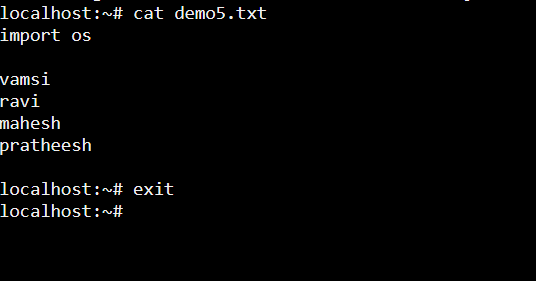 localhost:~# cat demo5.txt
import os
vamsi
ravi
mahesh
pratheesh
localhost:~# exit
localhost:~#